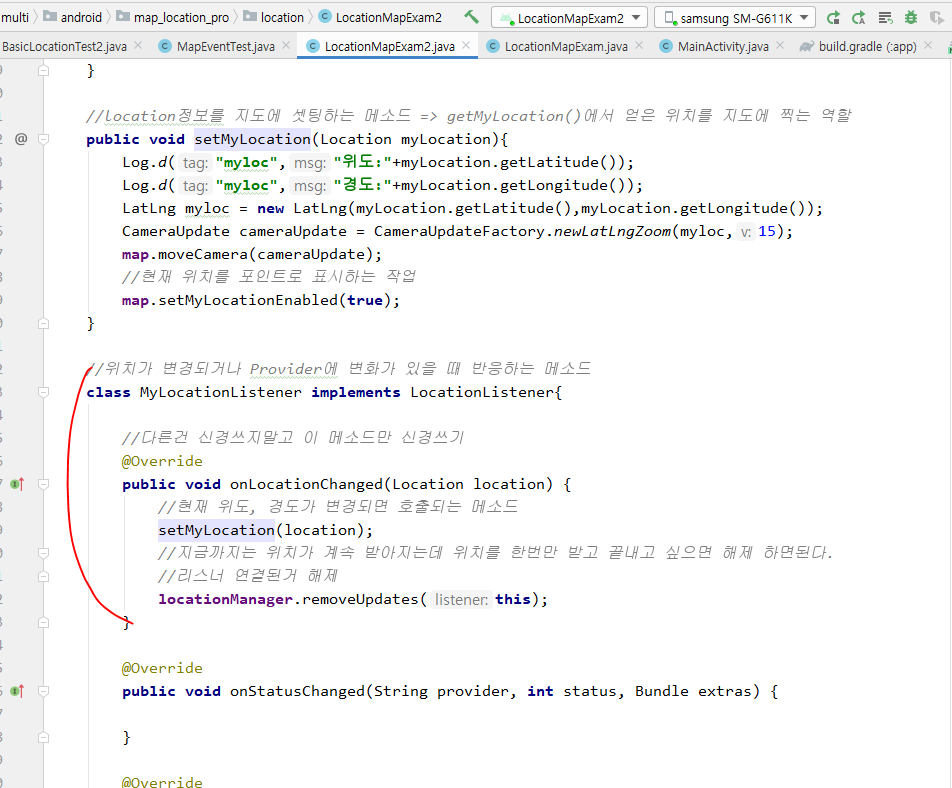 multi android map_location_pro location LocationMapExam2 LocationMapExam2 samsung SM-G611K
BasicLocationTest2.java MapEventTest.java LocationMapExam2.java LocationMapExam.java MainActivity.java build.gradle (:app)
}
//location정보를 지도에 셋팅하는 메소드 => getMyLocation()에서 얻은 위치를 지도에 찍는 역할
@ public void setMyLocation(Location myLocation){
Log.d( tag: "myloc", msg: "위도:"+myLocation.getLatitude());
Log.d( tag: "myloc", msg: "경도:"+myLocation.getLongitude());
LatLng myloc = new LatLng(myLocation.getLatitude(),myLocation.getLongitude());
CameraUpdate cameraUpdate = CameraUpdateFactory.newLatLngZoom(myloc, v: 15);
map.moveCamera(cameraUpdate);
//현재 위치를 포인트로 표시하는 작업
map.setMyLocationEnabled(true);
}
//위치가 변경되거나 Provider에 변화가 있을 때 반응하는 메소드
class MyLocationListener implements LocationListener{
//다른건 신경쓰지말고 이 메소드만 신경쓰기
@Override
public void onLocationChanged(Location location) {
//현재 위도, 경도가 변경되면 호출되는 메소드
setMyLocation(location);
//지금까지는 위치가 계속 받아지는데 위치를 한번만 받고 끝내고 싶으면 해제 하면된다.
//리스너 연결된거 해제
locationManager.removeUpdates( listener: this);
}
@Override
public void onStatusChanged(String provider, int status, Bundle extras) {
}
@Override